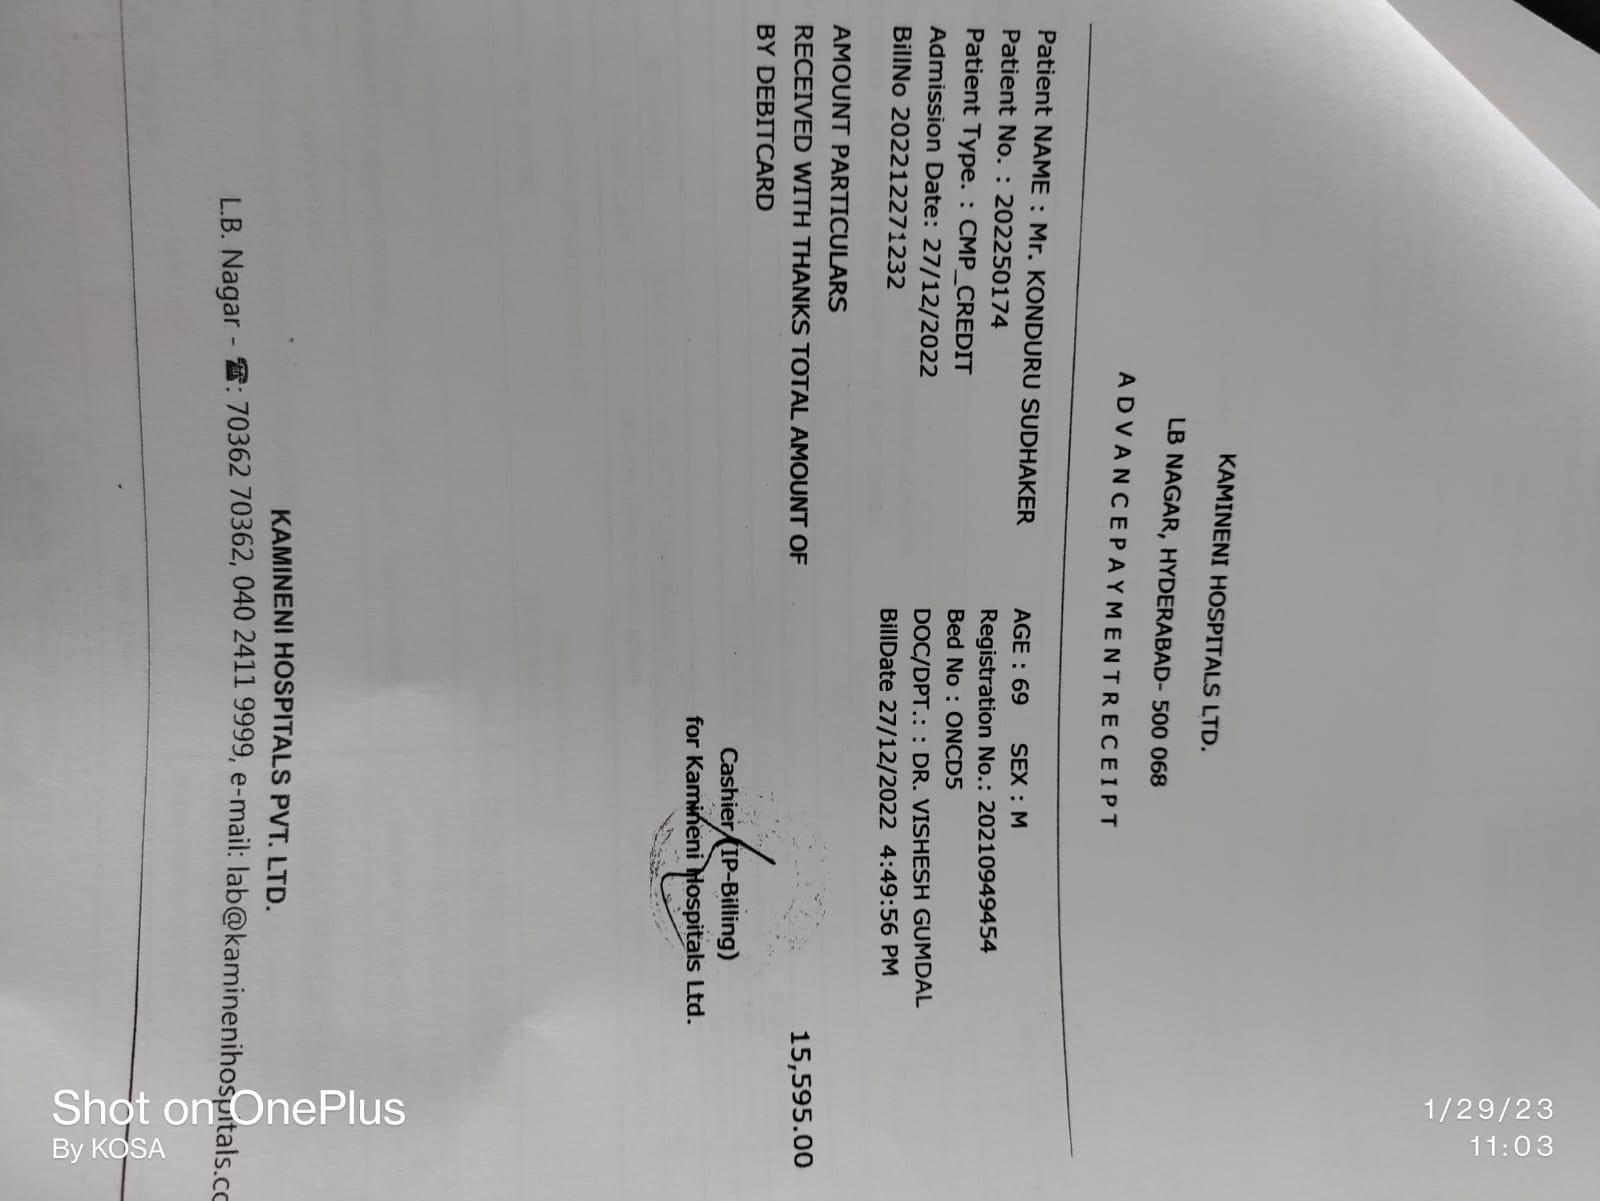 KAMINENI HOSPITALS LTD.
LB NAGAR, HYDERABAD- 500 068
A D V A N C E P A Y M E N T R E C E I P T
Patient NAME : Mr. KONDURU SUDHAKER AGE : 69 SEX : M
Patient No. : 202250174 Registration No.: 20210949454
Patient Type. : CMP_CREDIT Bed No : ONCD5
Admission Date: 27/12/2022 DOC/DPT.: : DR. VISHESH GUMDAL
BillNo 202212271232 BillDate 27/12/2022 4:49:56 PM
AMOUNT PARTICULARS
RECEIVED WITH THANKS TOTAL AMOUNT OF 15,595.00
BY DEBITCARD
Cashier (IP-Billing)
for Kamineni Hospitals Ltd.
KAMINENI HOSPITALS PVT. LTD.
L.B. Nagar - ☎: 70362 70362, 040 2411 9999, e-mail: lab@kaminenihospitals.co
Shot on OnePlus
By KOSA
1/29/23
11:03